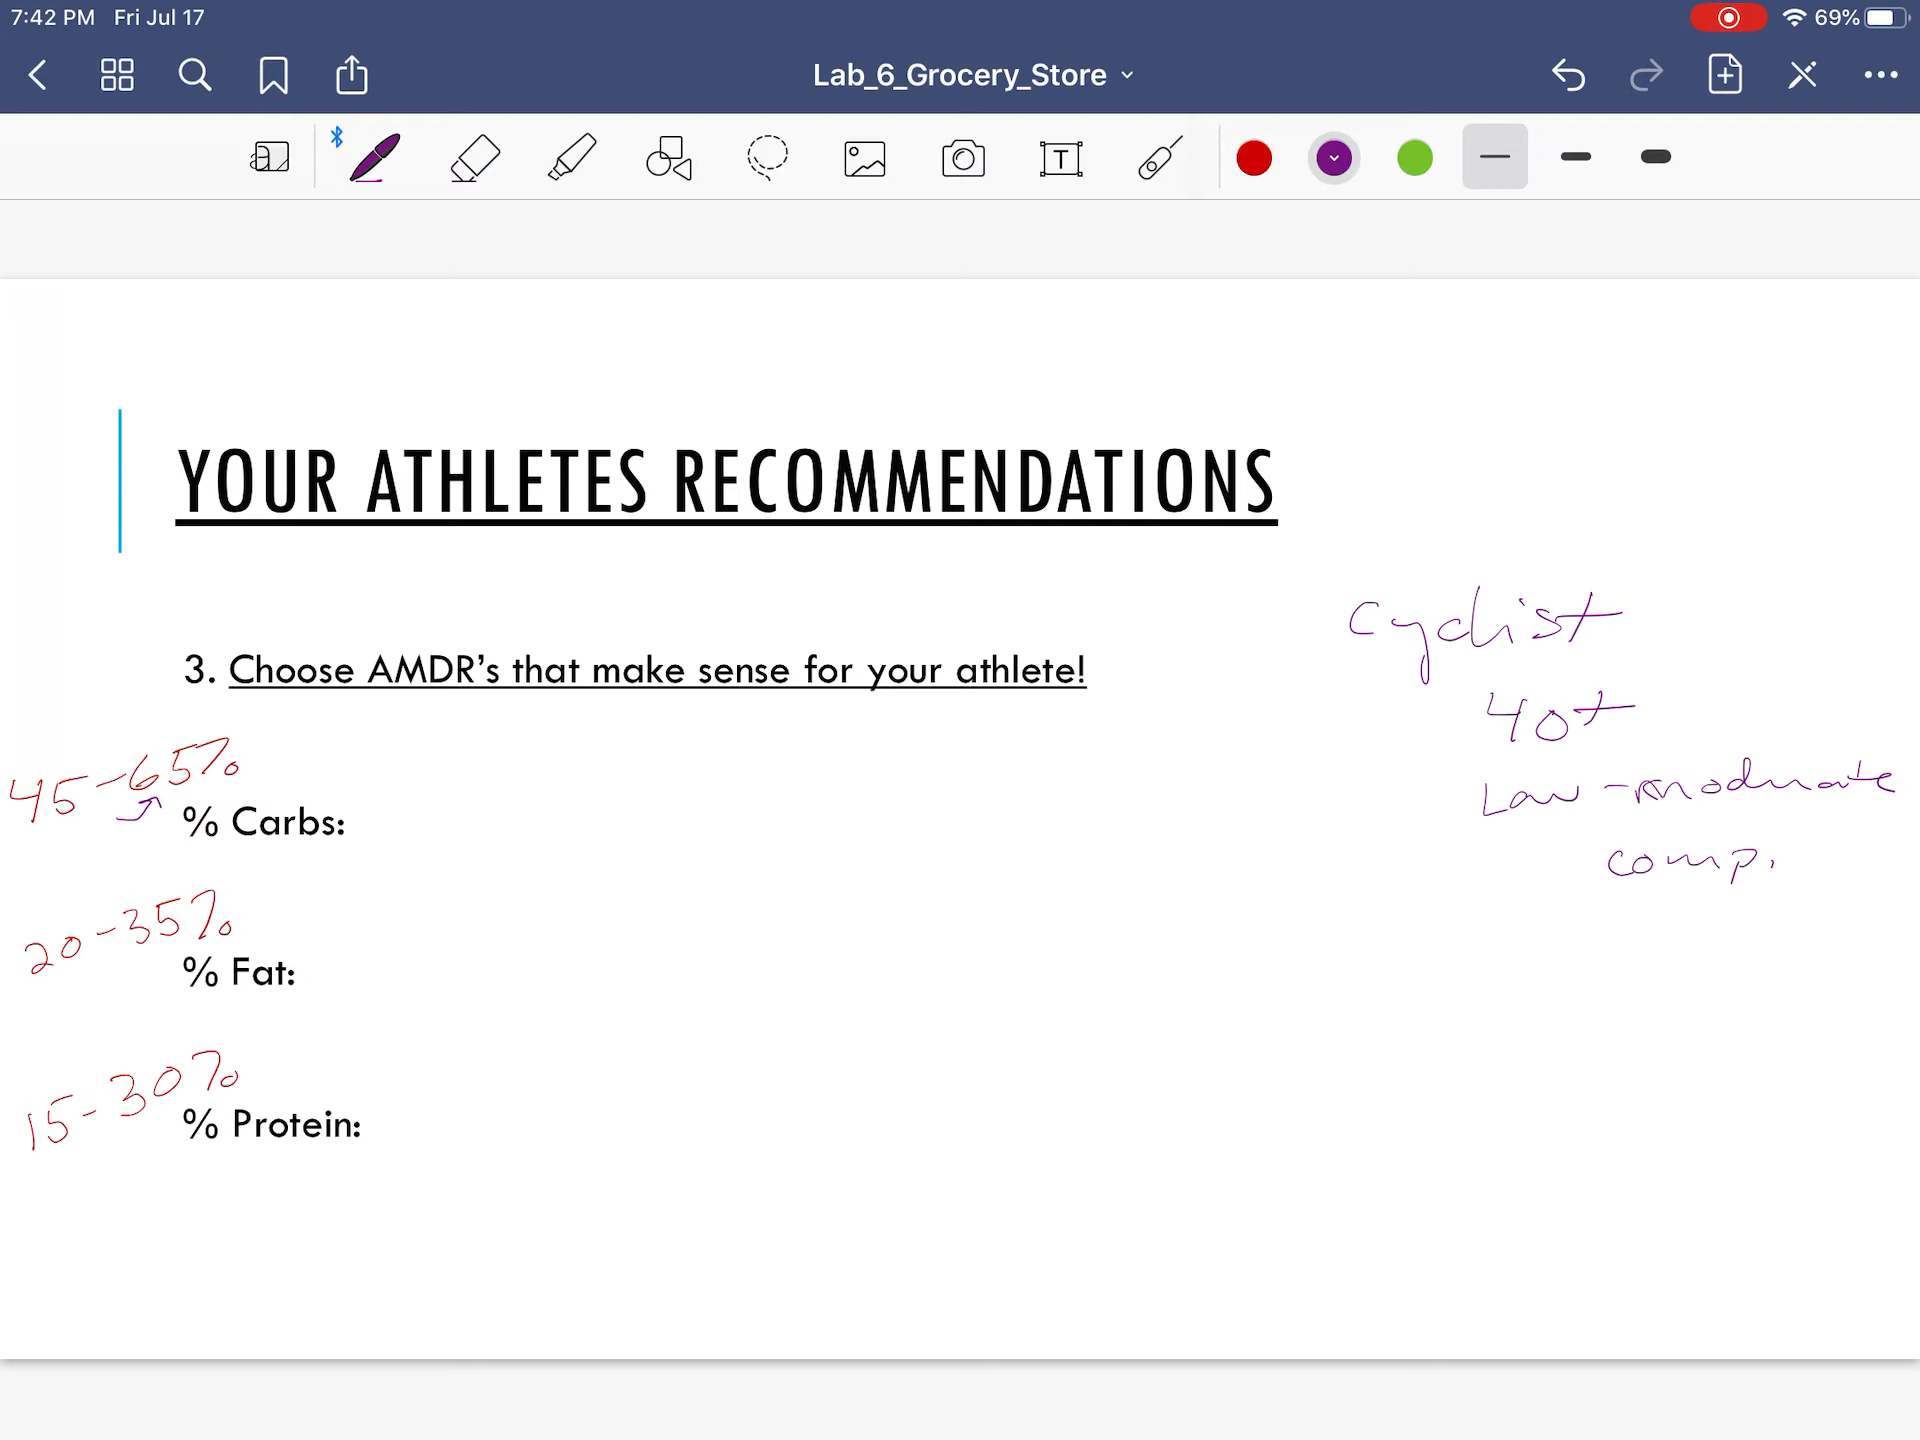 7:42 PM Fri Jul 17
69%
Lab_6_Grocery_Store
a
T
YOUR ATHLETES RECOMMENDATIONS
cyclist
3. Choose AMDR’s that make sense for your athlete!
40+
45-65%
Low - moderate
% Carbs:
comp.
20-35%
% Fat:
15-30%
% Protein: